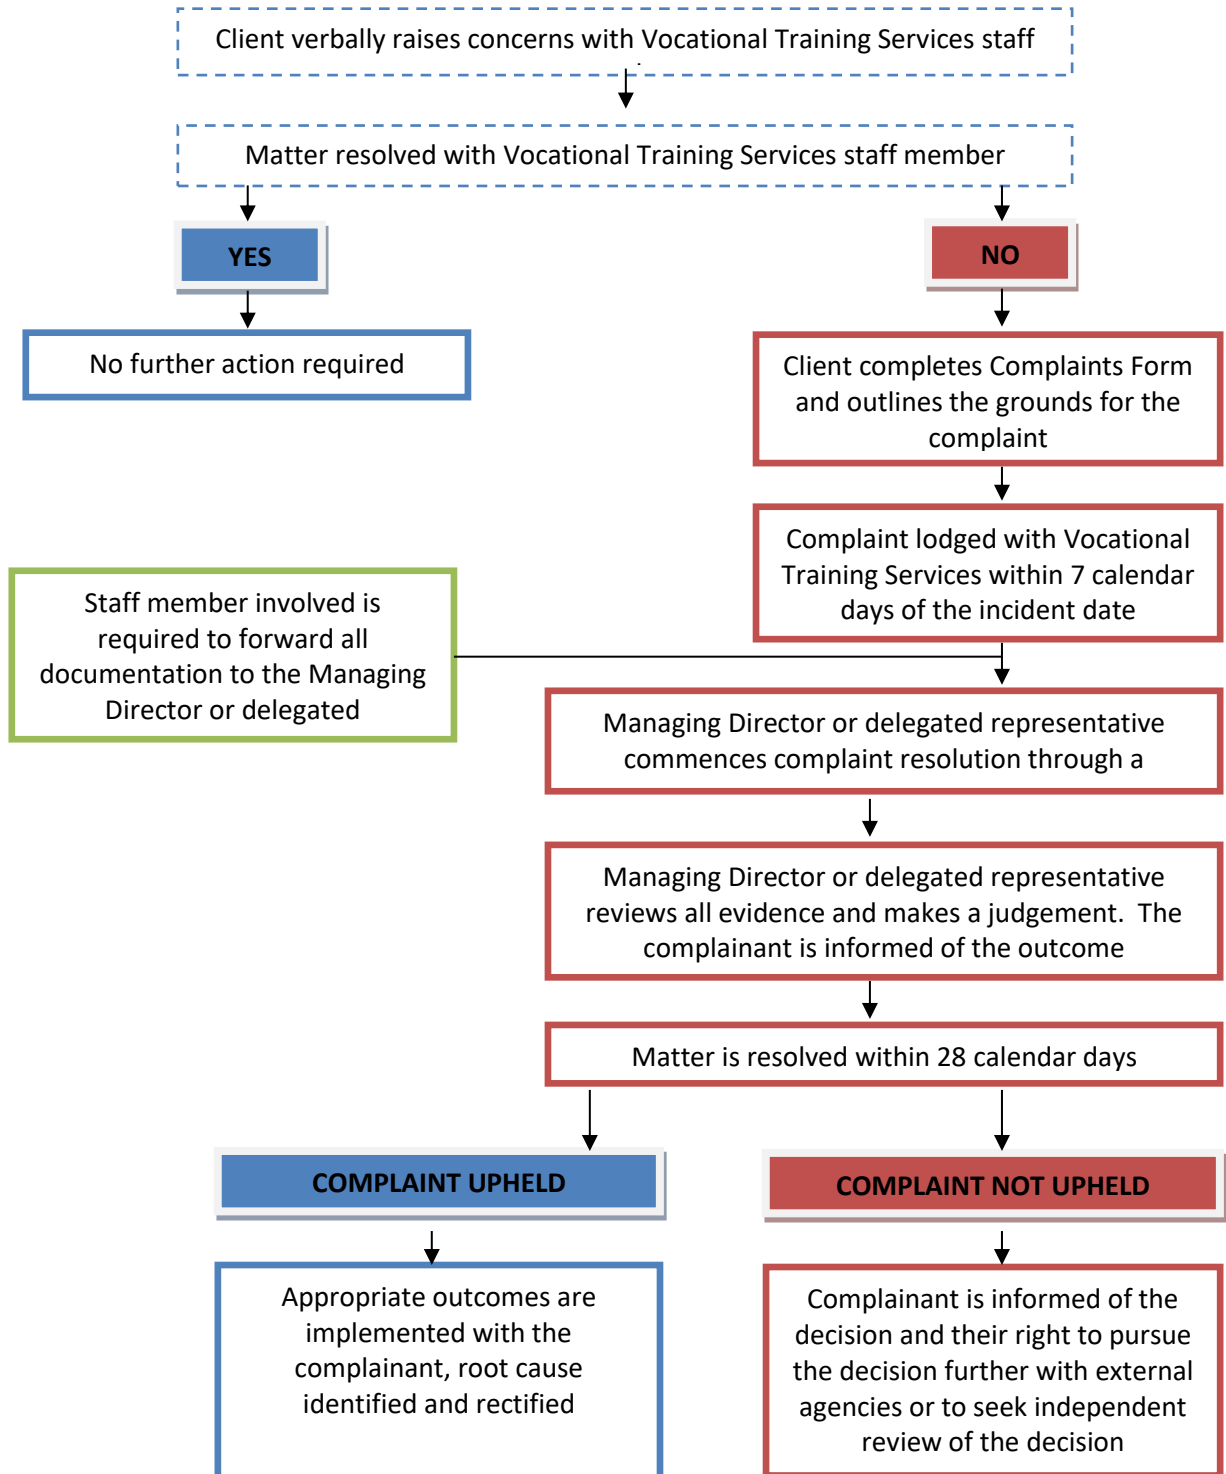 Client verbally raises concerns with Vocational Training Services staff
.
Matter resolved with Vocational Training Services staff member
YES
NO
No further action required
Client completes Complaints Form
and outlines the grounds for the
complaint
Complaint lodged with Vocational
Training Services within 7 calendar
days of the incident date
Staff member involved is
required to forward all
documentation to the Managing
Director or delegated
Managing Director or delegated representative
commences complaint resolution through a
Managing Director or delegated representative
reviews all evidence and makes a judgement.  The
complainant is informed of the outcome
Matter is resolved within 28 calendar days
COMPLAINT UPHELD
COMPLAINT NOT UPHELD
Appropriate outcomes are
implemented with the
complainant, root cause
identified and rectified
Complainant is informed of the
decision and their right to pursue
the decision further with external
agencies or to seek independent
review of the decision